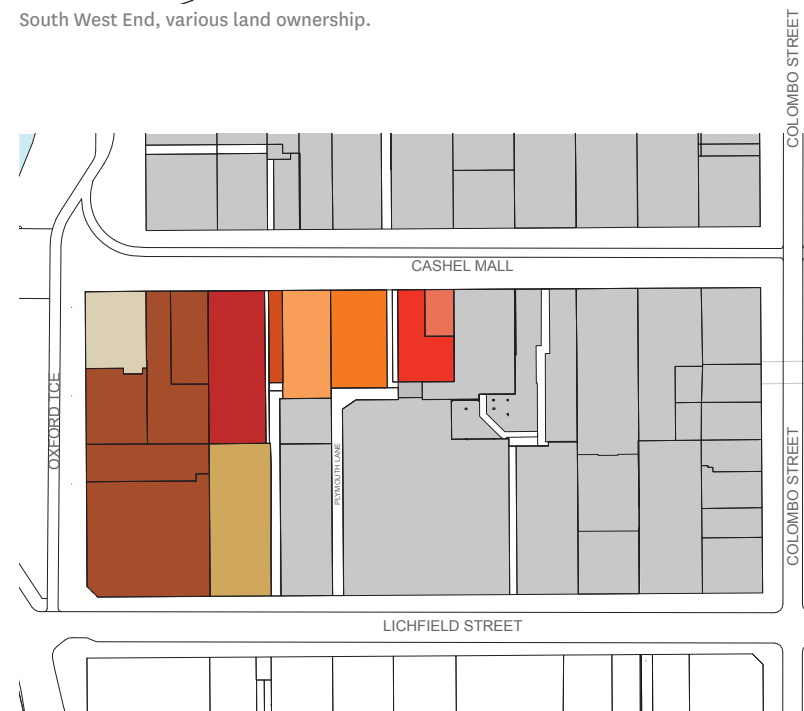 South West End, various land ownership.
COLOMBO STREET
CASHEL MALL
OXFORD TCE
PLYMOUTH LANE
COLOMBO STREET
LICHFIELD STREET